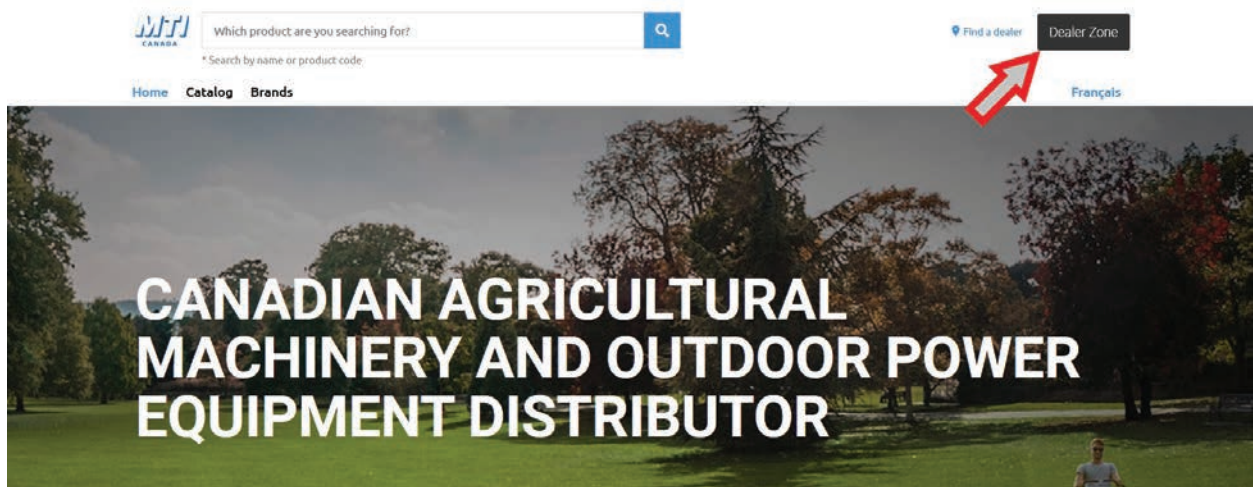 MTI
CANADA
Which product are you searching for?
* Search by name or product code
Find a dealer
Dealer Zone
Home Catalog Brands
Français
CANADIAN AGRICULTURAL
MACHINERY AND OUTDOOR POWER
EQUIPMENT DISTRIBUTOR